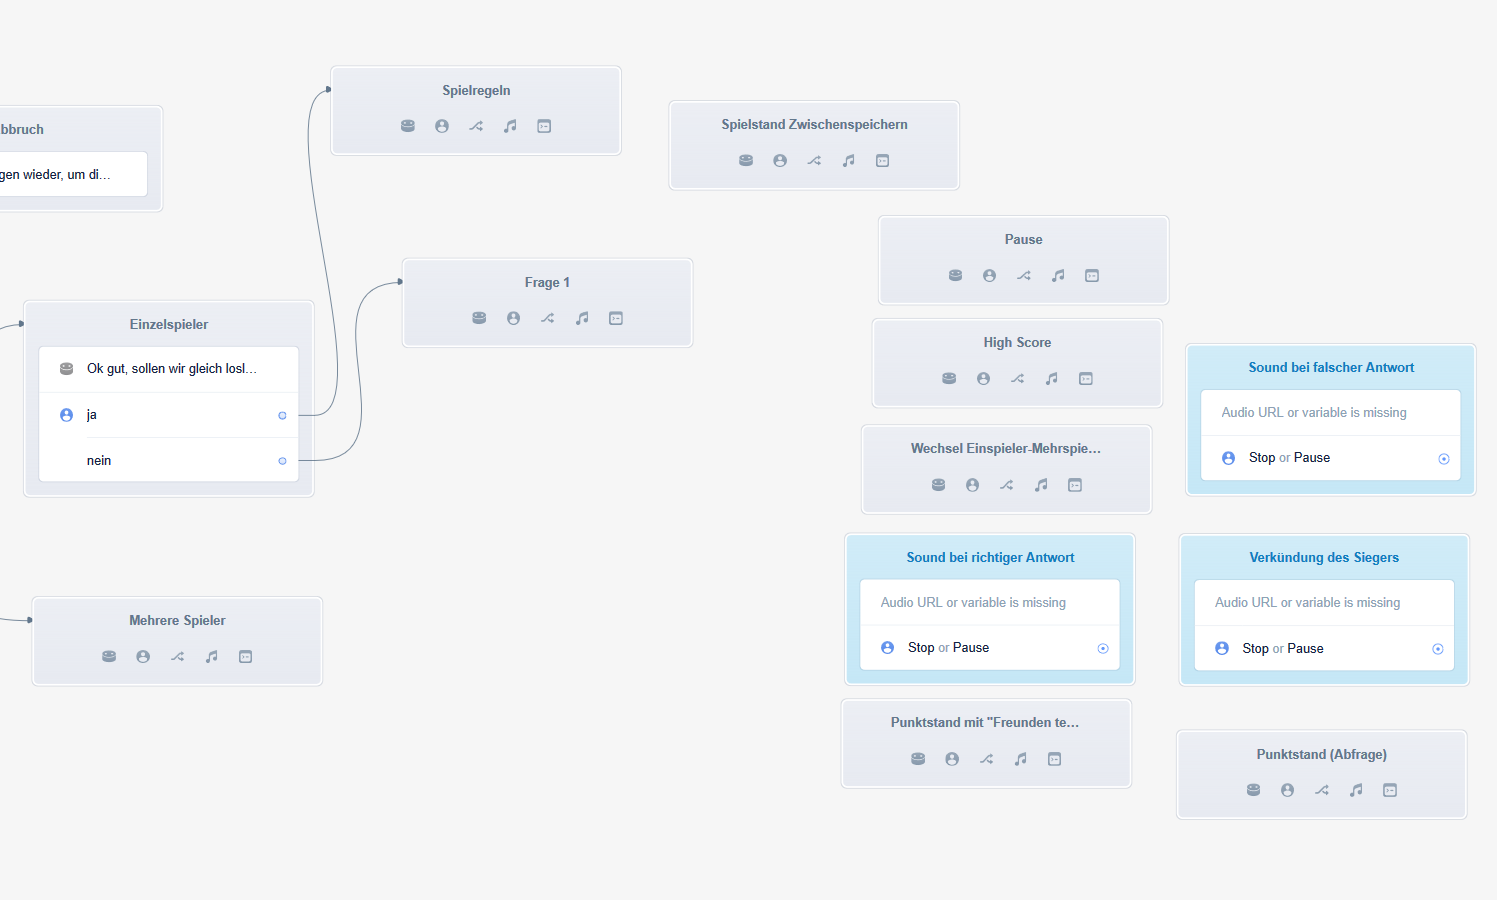 bbruch
gen wieder, um di...
Spielregeln
Spielstand Zwischenspeichern
Pause
Frage 1
Einzelspieler
Ok gut, sollen wir gleich losl...
ja
nein
High Score
Sound bei falscher Antwort
Audio URL or variable is missing
Stop or Pause
Wechsel Einspieler-Mehrspie...
Sound bei richtiger Antwort
Audio URL or variable is missing
Stop or Pause
Verkündung des Siegers
Audio URL or variable is missing
Stop or Pause
Mehrere Spieler
Punktstand mit "Freunden te...
Punktstand (Abfrage)